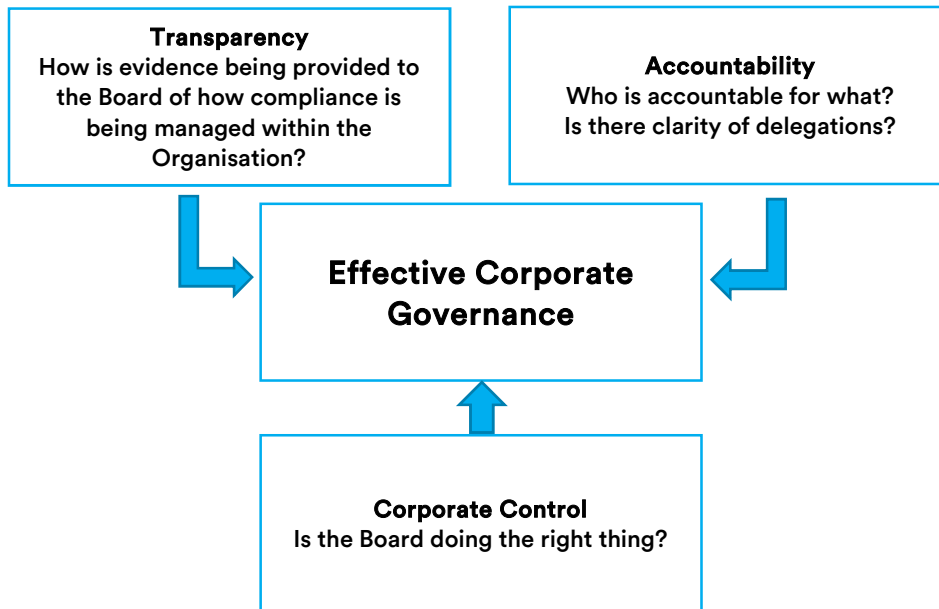 Transparency
How is evidence being provided to
the Board of how compliance is
being managed within the
Organisation?
Accountability
Who is accountable for what?
Is there clarity of delegations?
Effective Corporate
Governance
Corporate Control
Is the Board doing the right thing?